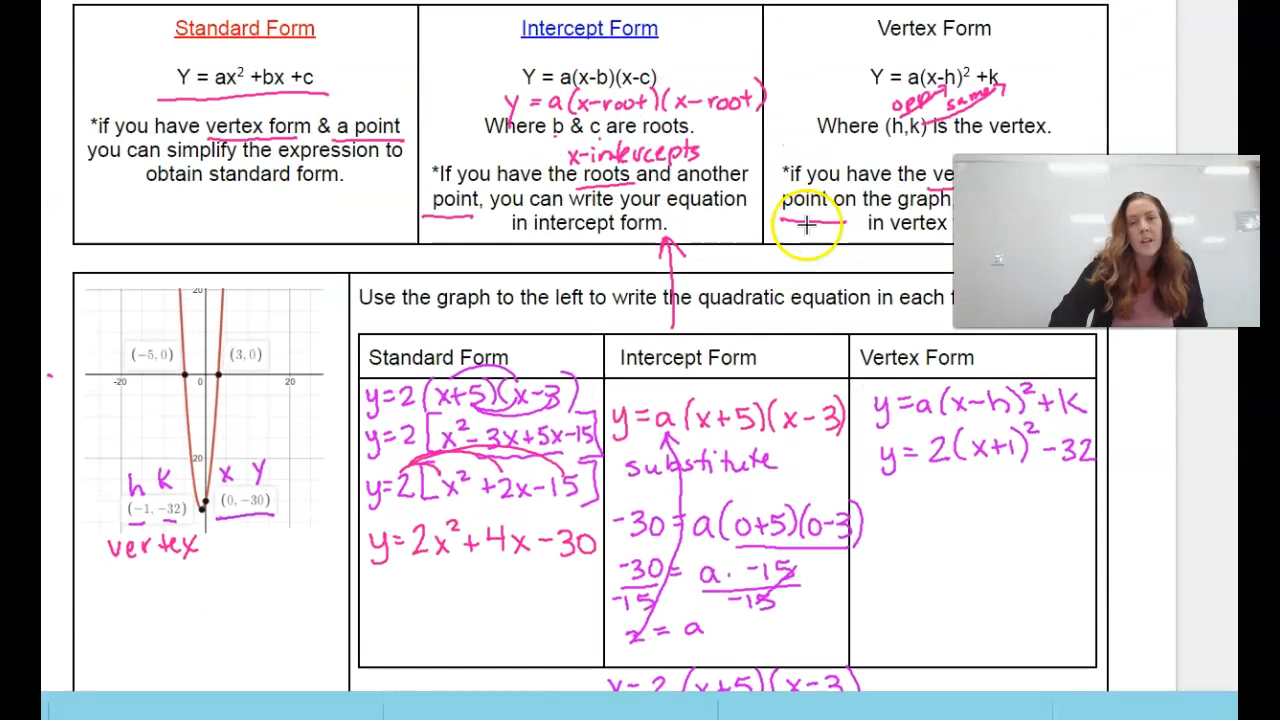 Standard Form
Y = ax² +bx +c
*if you have vertex form & a point
you can simplify the expression to
obtain standard form.
Intercept Form
Y = a(x-b)(x-c)
y = a(x-root)(x-root)
Where b & c are roots.
x-intercepts
*If you have the roots and another
point, you can write your equation
in intercept form.
Vertex Form
Y = a(x-h)² +k
opp same
Where (h,k) is the vertex.
*if you have the ve
point on the graph,
in vertex
20
(-5,0) (3,0)
-20 0 20
20
h k x y
(-1, -32) (0, -30)
vertex
Use the graph to the left to write the quadratic equation in each
Standard Form
y=2(x+5)(x-3)
y=2[x²-3x+5x-15]
y=2[x²+2x-15]
y=2x²+4x-30
Intercept Form
y=a(x+5)(x-3)
substitute
-30=a(0+5)(0-3)
-30 = a · -15
-15 -15
2 = a
y=2(x+5)(x-3)
Vertex Form
y=a(x-h)²+k
y=2(x+1)²-32